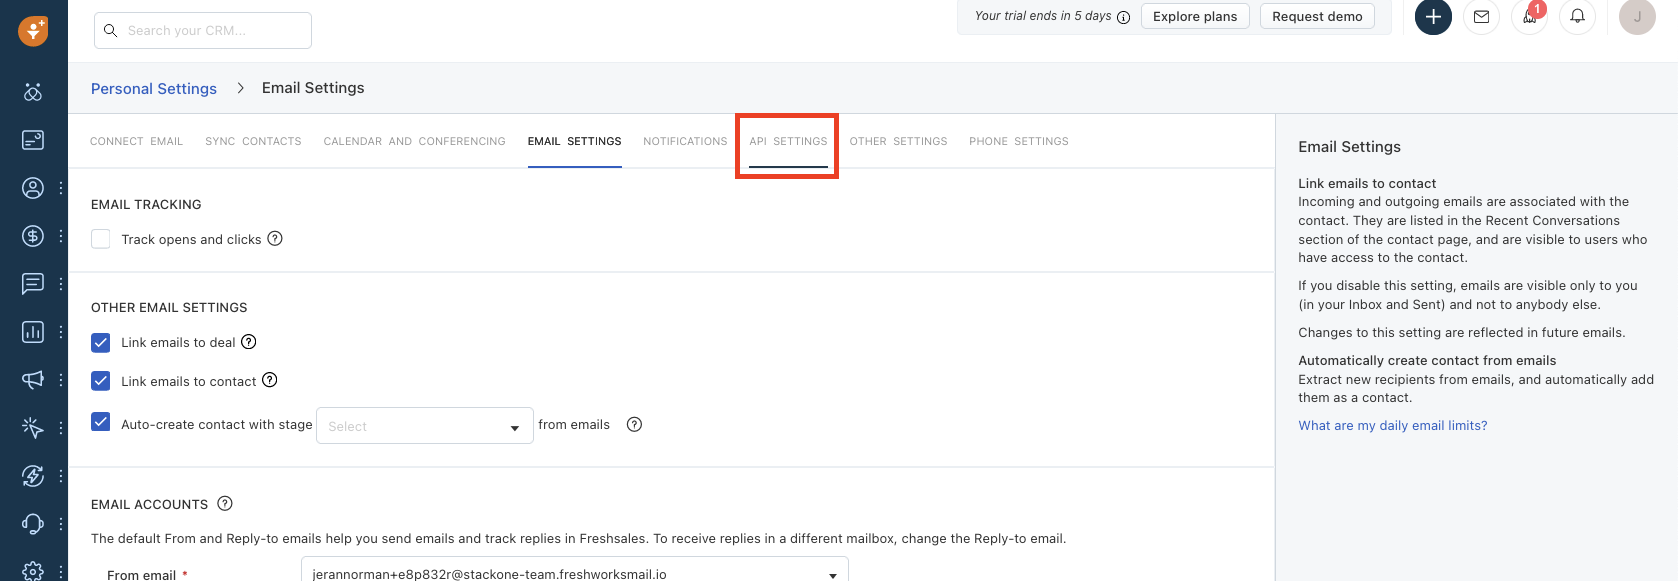 Search your CRM...
Your trial ends in 5 days
Explore plans
Request demo
1
J
Personal Settings > Email Settings
CONNECT EMAIL
SYNC CONTACTS
CALENDAR AND CONFERENCING
EMAIL SETTINGS
NOTIFICATIONS
API SETTINGS
OTHER SETTINGS
PHONE SETTINGS
EMAIL TRACKING
Track opens and clicks
OTHER EMAIL SETTINGS
Link emails to deal
Link emails to contact
Auto-create contact with stage Select from emails
EMAIL ACCOUNTS
The default From and Reply-to emails help you send emails and track replies in Freshsales. To receive replies in a different mailbox, change the Reply-to email.
From email * jerannorman+e8p832r@stackone-team.freshworksmail.io
Email Settings
Link emails to contact
Incoming and outgoing emails are associated with the
contact. They are listed in the Recent Conversations
section of the contact page, and are visible to users who
have access to the contact.
If you disable this setting, emails are visible only to you
(in your Inbox and Sent) and not to anybody else.
Changes to this setting are reflected in future emails.
Automatically create contact from emails
Extract new recipients from emails, and automatically add
them as a contact.
What are my daily email limits?